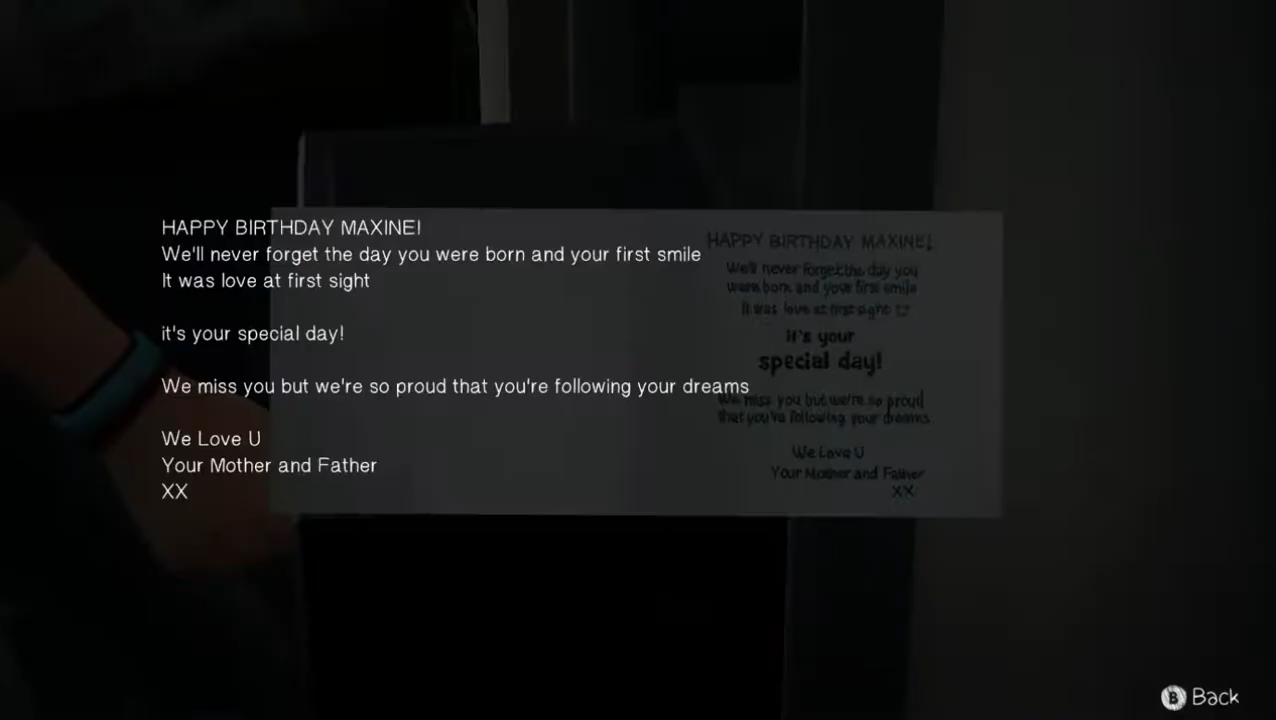 HAPPY BIRTHDAY MAXINE!
We'll never forget the day you were born and your first smile
It was love at first sight
it's your special day!
We miss you but we're so proud that you're following your dreams
We Love U
Your Mother and Father
XX
HAPPY BIRTHDAY MAXINE!
We'll never forget the day you
were born and your first smile
It was love at first sight
it's your
special day!
We miss you but we're so proud
that you're following your dreams
We Love U
Your Mother and Father
XX
B Back